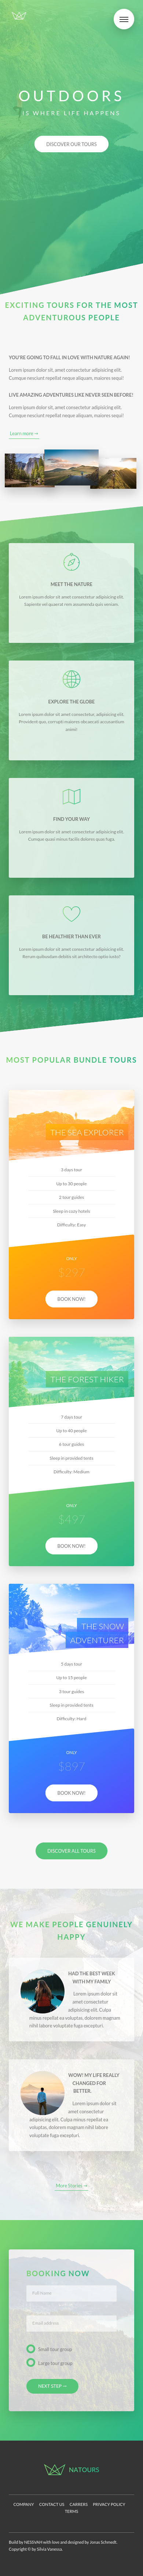 OUTDOORS
IS WHERE LIFE HAPPENS
DISCOVER OUR TOURS
EXCITING TOURS FOR THE MOST
ADVENTUROUS PEOPLE
YOU'RE GOING TO FALL IN LOVE WITH NATURE AGAIN!
Lorem ipsum dolor sit, amet consectetur adipisicing elit.
Cumque nesciunt repellat neque aliquam, maiores sequi!
LIVE AMAZING ADVENTURES LIKE NEVER SEEN BEFORE!
Lorem ipsum dolor sit, amet consectetur adipisicing elit.
Cumque repellat neque aliquam, maiores sequi!
Learn more →
MEET THE NATURE
Lorem ipsum dolor sit amet consectetur adipisicing elit.
Sapiente vel quaerat rem assumenda quis veniam.
EXPLORE THE GLOBE
Lorem ipsum dolor sit amet consectetur adipisicing elit.
Provident quo, corrupti maiores obcaecati accusantium
animi!
FIND YOUR WAY
Lorem ipsum dolor sit amet consectetur adipisicing elit.
Cumque quasi minus facilis dolores quas fuga.
BE HEALTHIER THAN EVER
Lorem ipsum dolor sit amet consectetur adipisicing elit.
Rerum quibusdam debitis sit architecto optio iusto?
MOST POPULAR BUNDLE TOURS
THE SEA EXPLORER
3 days tour
Up to 30 people
2 tour guides
Sleep in cozy hotels
Difficulty: Easy
ONLY
$297
BOOK NOW!
THE FOREST HIKER
7 days tour
Up to 40 people
6 tour guides
Sleep in provided tents
Difficulty: Medium
ONLY
$497
BOOK NOW!
THE SNOW
ADVENTURER
5 days tour
Up to 15 people
3 tour guides
Sleep in provided tents
Difficulty: Hard
ONLY
$897
BOOK NOW!
DISCOVER ALL TOURS
WE MAKE PEOPLE GENUINELY
HAPPY
HAD THE BEST WEEK
WITH MY FAMILY
Lorem ipsum dolor sit
amet consectetur
adipisicing elit. Culpa
minus repellat ea voluptas, dolorem magnam
nihil labore voluptate fuga excepturi.
WOW! MY LIFE REALLY
CHANGED FOR
BETTER.
Lorem ipsum dolor sit
amet consectetur
adipisicing elit. Culpa minus repellat ea
voluptas, dolorem magnam nihil labore
voluptate fuga excepturi.
More Stories →
BOOKING NOW
Full Name
Email address
Small tour group
Large tour group
NEXT STEP →
NATOURS
COMPANY CONTACT US CARRERS PRIVACY POLICY
TERMS
Built by NESSVAH with love and designed by Jonas Schmedt.
Copyright © by Silvia Vanessa.